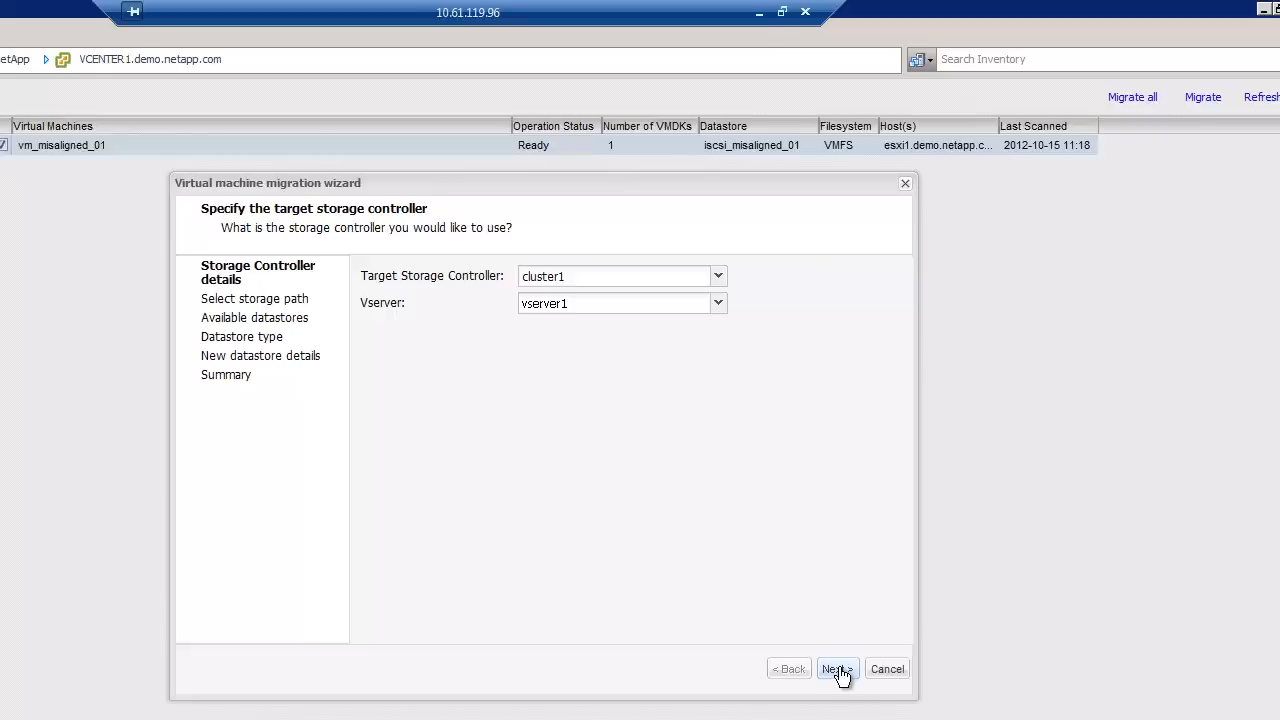 10.61.119.96
etApp VCENTER1.demo.netapp.com Search Inventory
Migrate all Migrate Refresh
Virtual Machines Operation Status Number of VMDKs Datastore Filesystem Host(s) Last Scanned
vm_misaligned_01 Ready 1 iscsi_misaligned_01 VMFS esxi1.demo.netapp.c... 2012-10-15 11:18
Virtual machine migration wizard
Specify the target storage controller
What is the storage controller you would like to use?
Storage Controller
details
Select storage path
Available datastores
Datastore type
New datastore details
Summary
Target Storage Controller: cluster1
Vserver: vserver1
< Back Next > Cancel